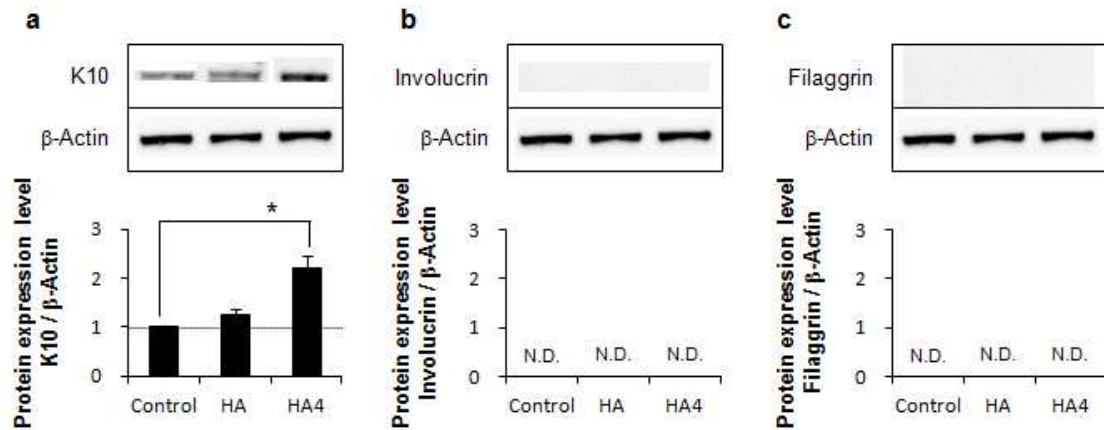 a
K10
β-Actin
Protein expression level
K10 / β-Actin
3
2
1
0
*
Control HA HA4
b
Involucrin
β-Actin
Protein expression level
Involucrin / β-Actin
3
2
1
0
N.D. N.D. N.D.
Control HA HA4
c
Filaggrin
β-Actin
Protein expression level
Filaggrin / β-Actin
3
2
1
0
N.D. N.D. N.D.
Control HA HA4